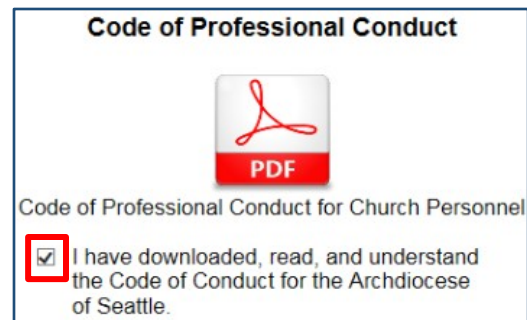 Code of Professional Conduct
PDF
Code of Professional Conduct for Church Personnel
I have downloaded, read, and understand
the Code of Conduct for the Archdiocese
of Seattle.